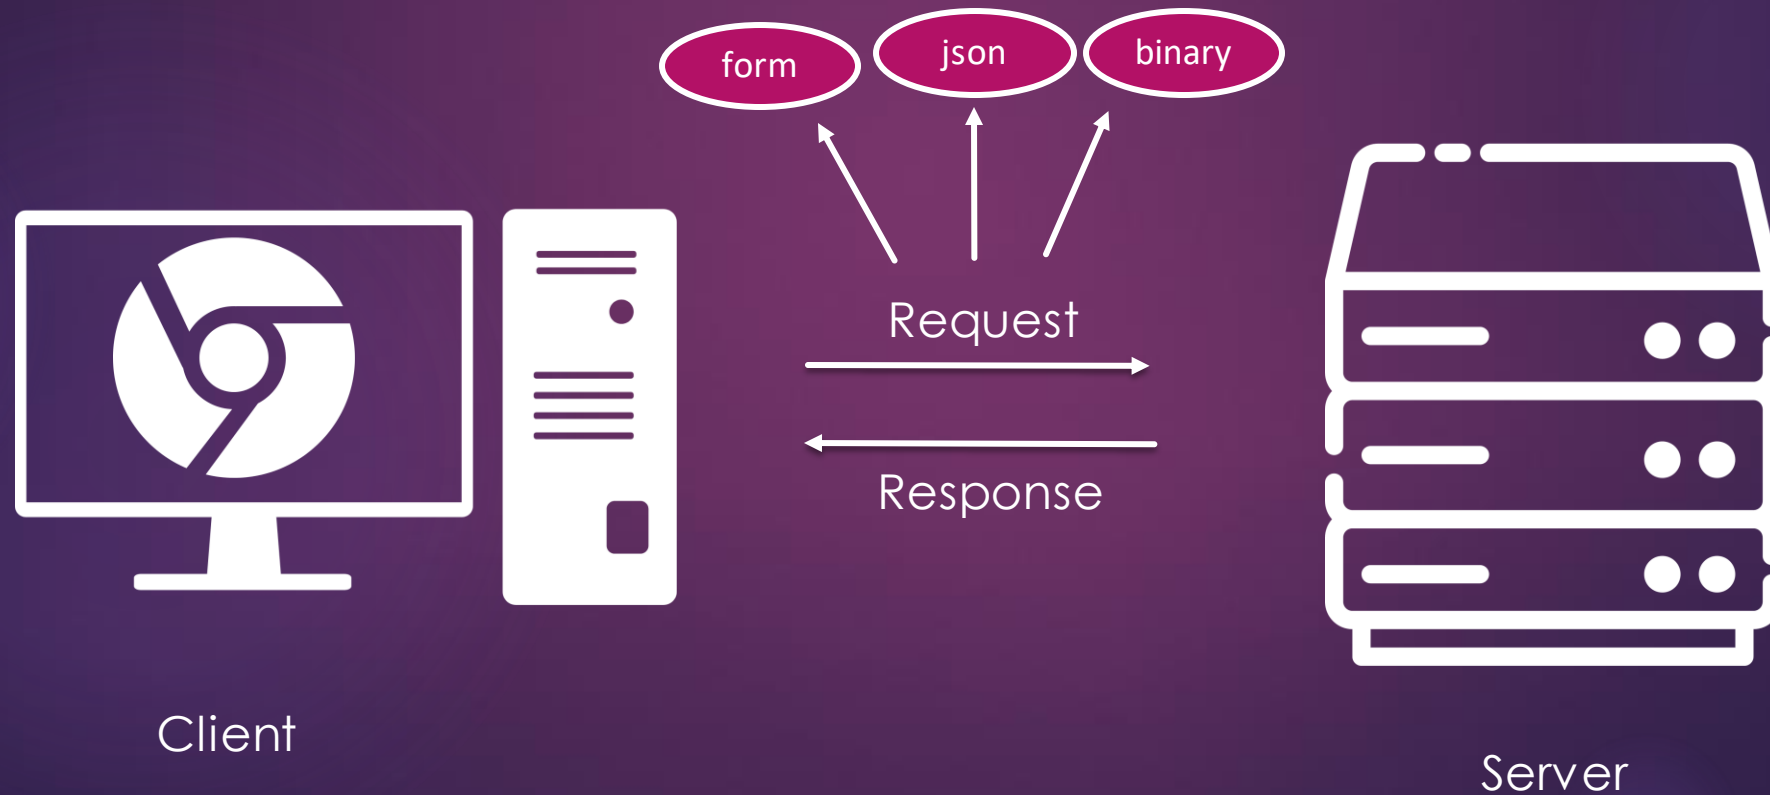 form
json
binary
Request
Response
Client
Server